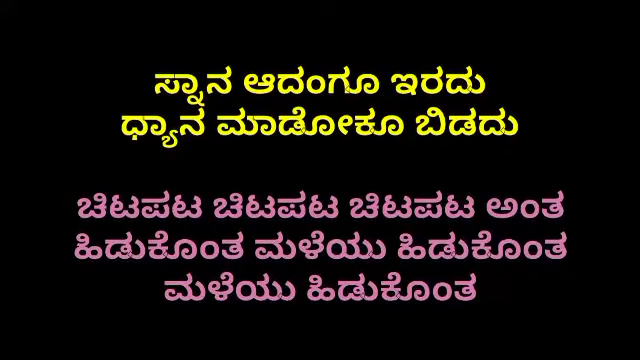 ಸ್ನಾನ ಆದಂಗೂ ಇರದು
ಧ್ಯಾನ ಮಾಡೋಕೂ ಬಿಡದು
ಚಿಟಪಟ ಚಿಟಪಟ ಚಿಟಪಟ ಅಂತ
ಹಿಡುಕೊಂತ ಮಳೆಯು ಹಿಡುಕೊಂತ
ಮಳೆಯು ಹಿಡುಕೊಂತ